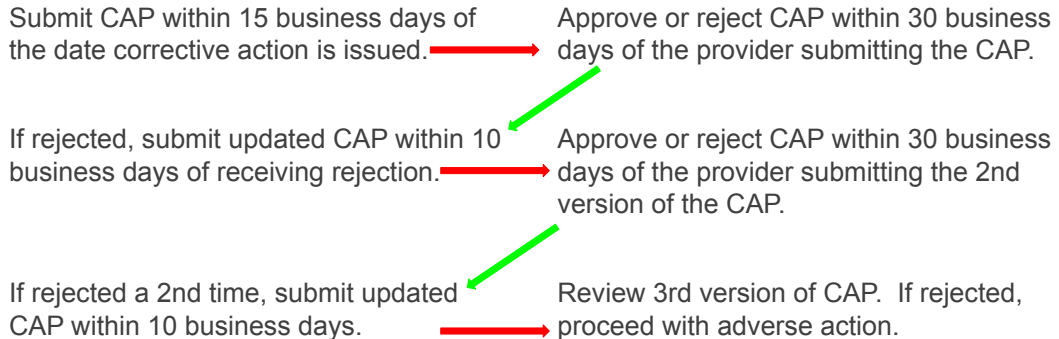 Submit CAP within 15 business days of
the date corrective action is issued.
Approve or reject CAP within 30 business
days of the provider submitting the CAP.
If rejected, submit updated CAP within 10
business days of receiving rejection.
Approve or reject CAP within 30 business
days of the provider submitting the 2nd
version of the CAP.
If rejected a 2nd time, submit updated
CAP within 10 business days.
Review 3rd version of CAP.  If rejected,
proceed with adverse action.